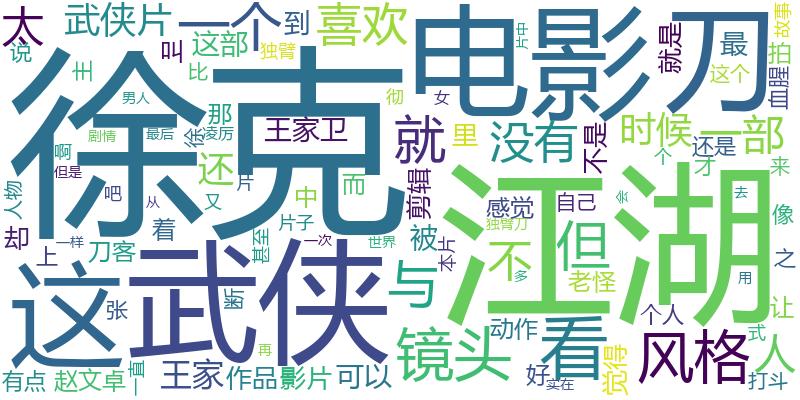 太 武侠片 一个 到 喜欢 电影 刀 最 故事
说 主 叫 这部 独臂 片中 就是 这个 拍
男人 比 那 彻 女 血腥
徐克 江湖
剧情 最后 徐 凌厉 王家卫 就 里 没有 不是 时候 一部
啊 但是 还 剪辑 还是 个 才 来
人物 吧 从 又 片 中 而 感觉 自己 会 去 像
却 着 片子 甚至 被 独臂刀 不 但 之
上 刀客 一样 一次 世界 本片 多 老怪 用
这 武侠 与 看 风格 人
张 断 镜头 动作 个人 式 让
有点 赵文卓 一直 王家 作品 影片 再 可以 好 实在 觉得 打斗